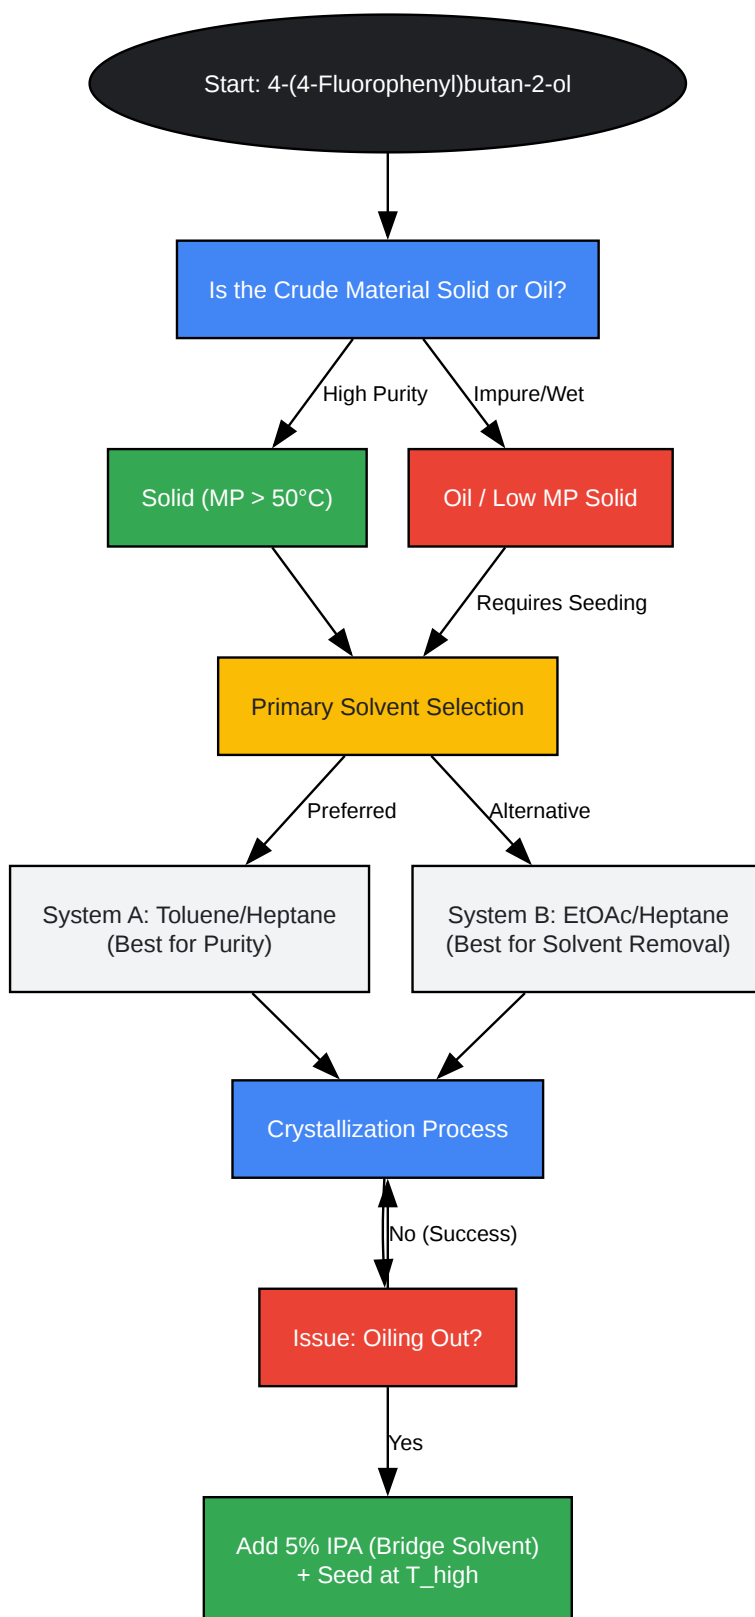 Start: 4-(4-Fluorophenyl)butan-2-ol
Is the Crude Material Solid or Oil?
High Purity
Impure/Wet
Solid (MP > 50°C)
Oil / Low MP Solid
Requires Seeding
Primary Solvent Selection
Preferred
Alternative
System A: Toluene/Heptane
(Best for Purity)
System B: EtOAc/Heptane
(Best for Solvent Removal)
Crystallization Process
No (Success)
Issue: Oiling Out?
Yes
Add 5% IPA (Bridge Solvent)
+ Seed at T_high